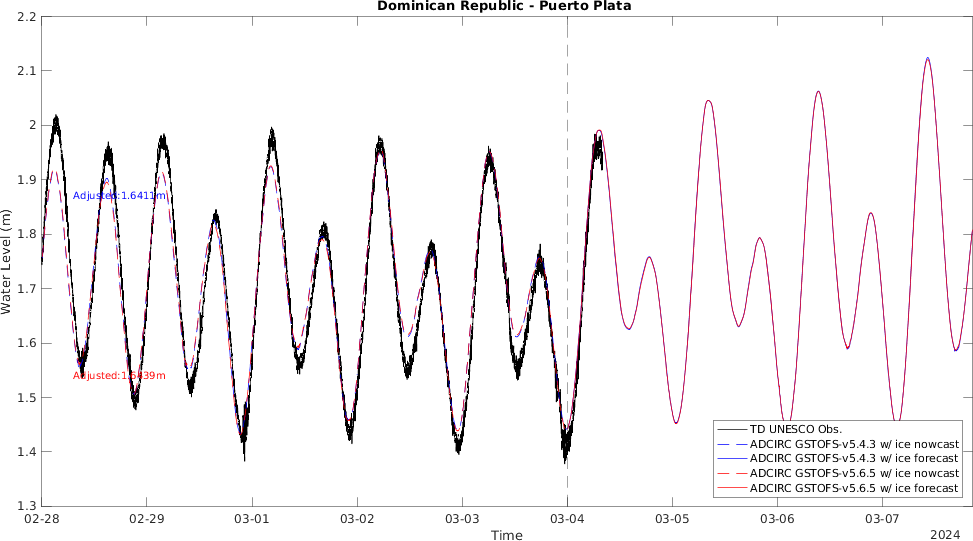 Dominican Republic - Puerto Plata
Water Level (m)
2.2
2.1
2
1.9
1.8
1.7
1.6
1.5
1.4
1.3
Adjusted:1.6411m
TD UNESCO Obs.
ADCIRC GSTOFS-v5.4.3 w/ ice nowcast
ADCIRC GSTOFS-v5.4.3 w/ ice forecast
ADCIRC GSTOFS-v5.6.5 w/ ice nowcast
ADCIRC GSTOFS-v5.6.5 w/ ice forecast
02-28
02-29
03-01
03-02
03-03
03-04
03-05
03-06
03-07
Time
2024